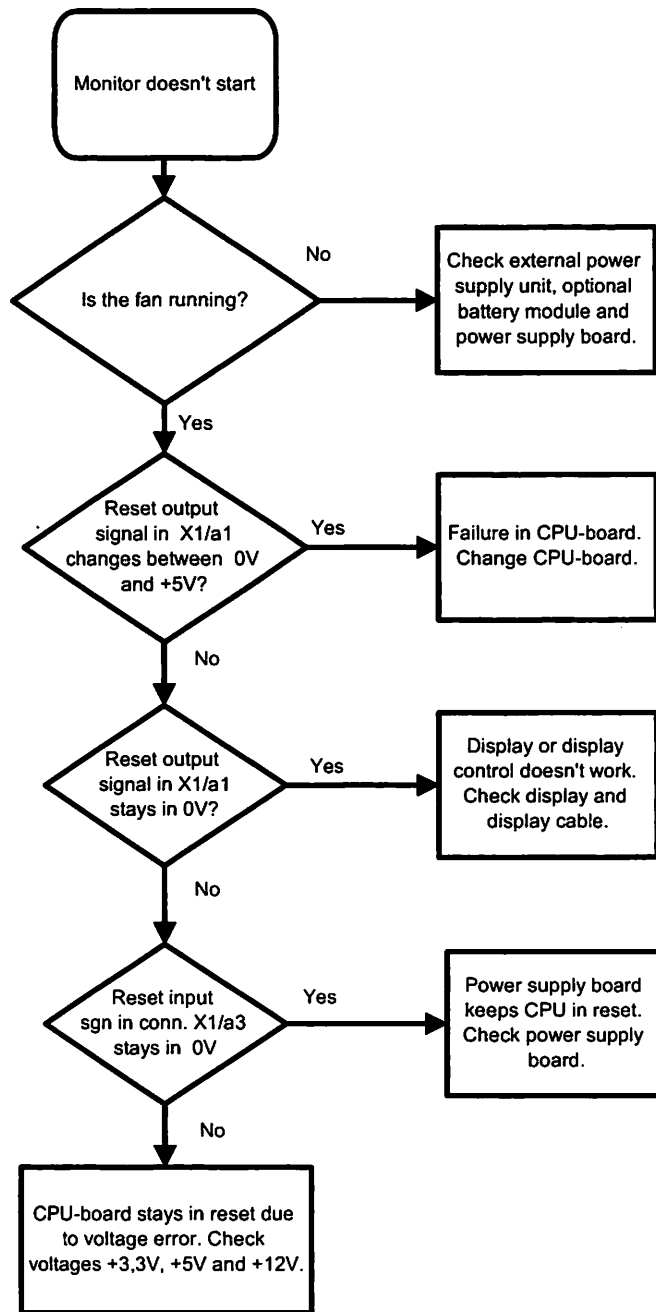 Monitor doesn't start
Is the fan running?
No
Check external power
supply unit, optional
battery module and
power supply board.
Yes
Reset output
signal in X1/a1
changes between 0V
and +5V?
Yes
Failure in CPU-board.
Change CPU-board.
No
Reset output
signal in X1/a1
stays in 0V?
Yes
Display or display
control doesn't work.
Check display and
display cable.
No
Reset input
sgn in conn. X1/a3
stays in 0V
Yes
Power supply board
keeps CPU in reset.
Check power supply
board.
No
CPU-board stays in reset due
to voltage error. Check
voltages +3,3V, +5V and +12V.